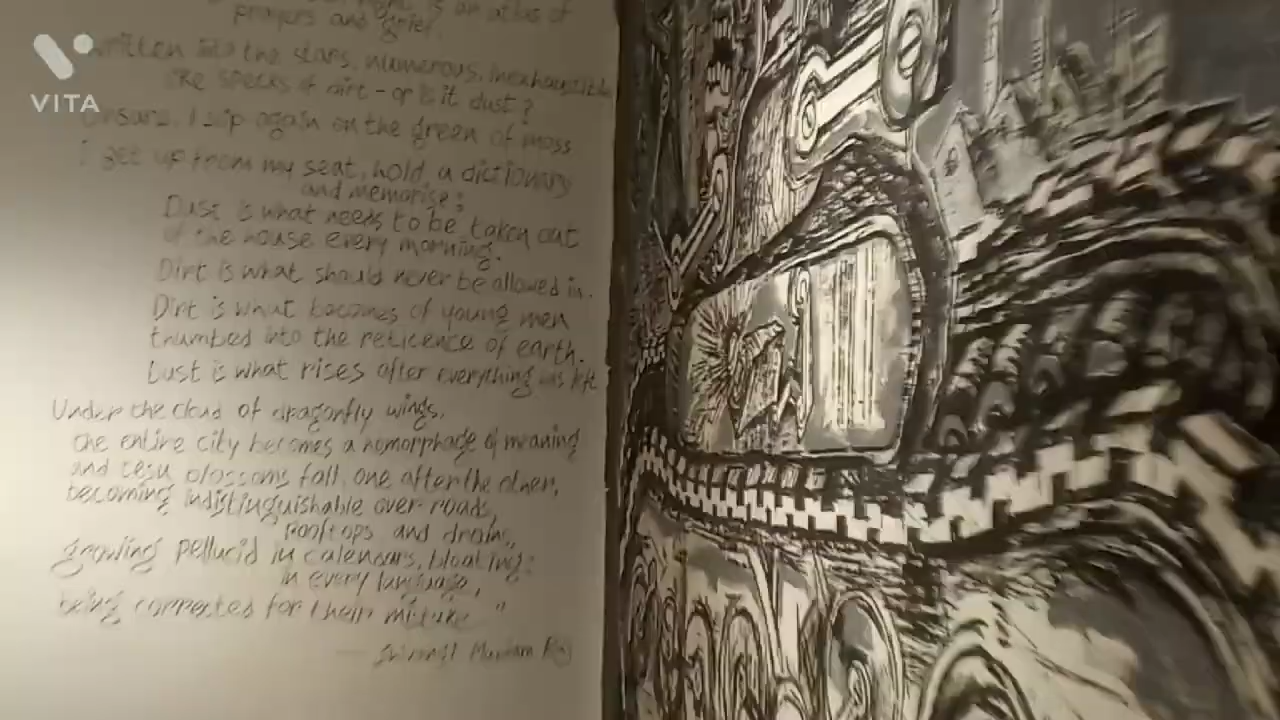 VITA
is an atlas of
prayers and grief.
written like the stars, numerous, inexhaustible
like specks of dirt - or is it dust?
I slip again on the green of moss
I get up from my seat, hold a dictionary
and memorise:
Dust is what needs to be taken out
of the house every morning.
Dirt is what should never be allowed in.
Dirt is what becomes of young men
thumbed into the reticence of earth.
Dust is what rises after everything has left
Under the cloud of dragonfly wings,
the entire city becomes a of meaning
and tesu blossoms fall, one after the other,
becoming indistinguishable over roads,
rooftops and drains,
growing pellucid in calendars, bloating:
in every language,
being corrected for their mistake"